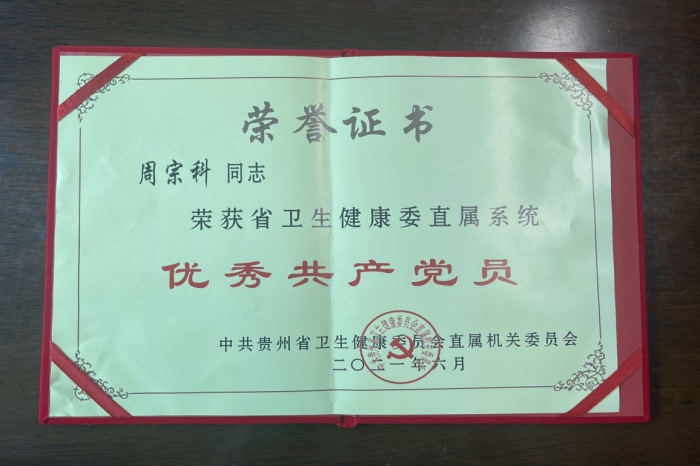 荣誉证书
周宗科 同志
荣获省卫生健康委直属系统
优秀共产党员
中共贵州省卫生健康委员会直属机关委员会
二〇二一年六月